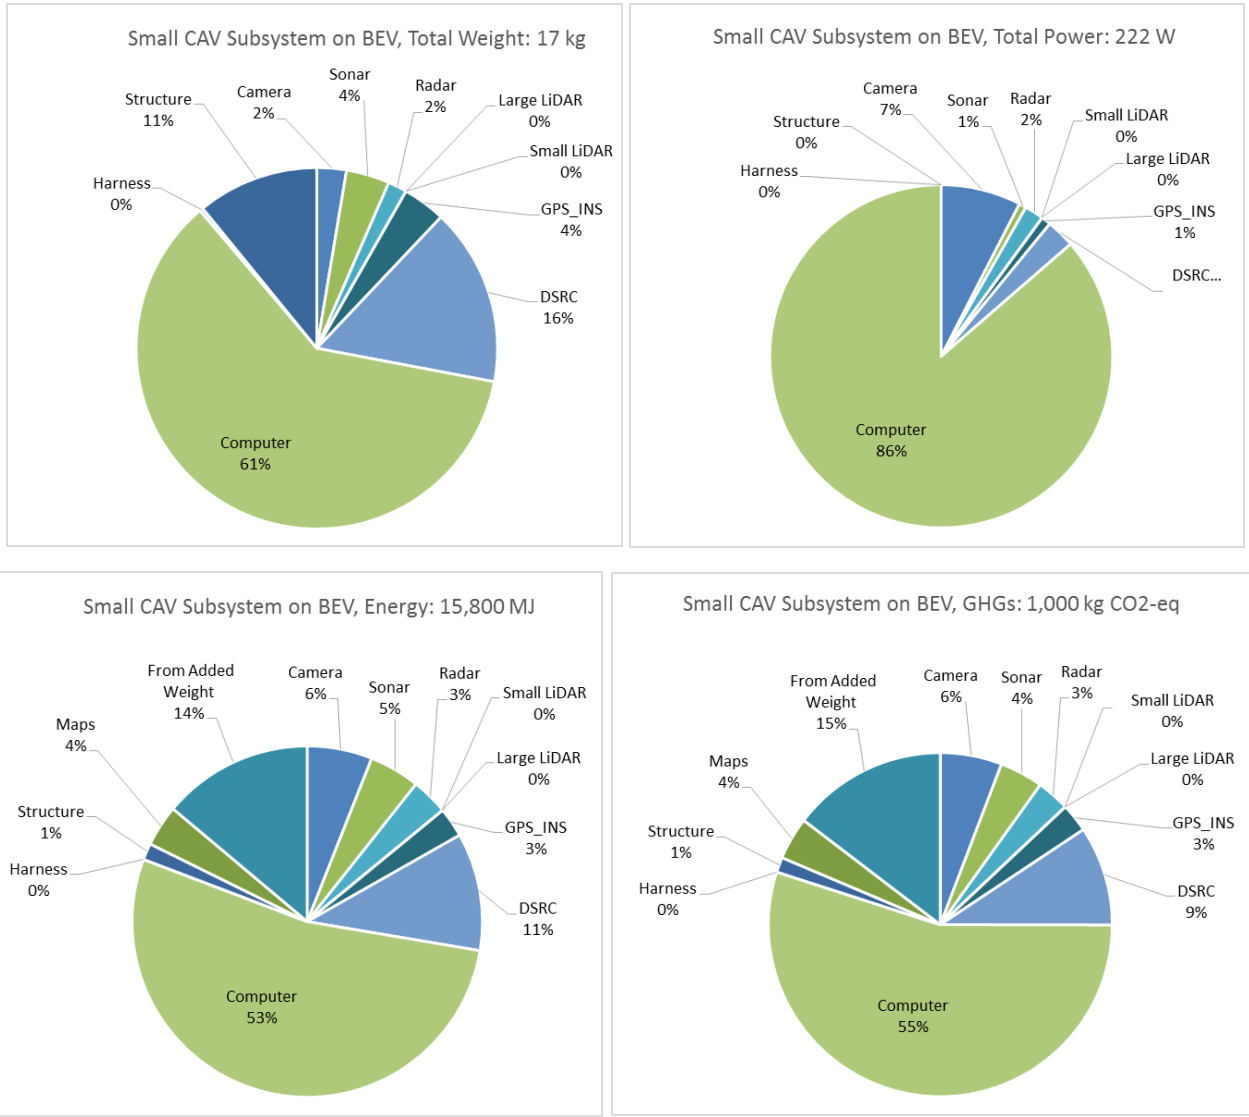 Small CAV Subsystem on BEV, Total Weight: 17 kg
Structure
11%
Camera
2%
Sonar
4%
Radar
2%
Large LiDAR
0%
Small LiDAR
0%
Harness
0%
GPS_INS
4%
DSRC
16%
Computer
61%
Small CAV Subsystem on BEV, Total Power: 222 W
Camera
7%
Sonar
1%
Radar
2%
Structure
0%
Small LiDAR
0%
Harness
0%
Large LiDAR
0%
GPS_INS
1%
DSRC...
Computer
86%
Small CAV Subsystem on BEV, Energy: 15,800 MJ
From Added
Weight
14%
Camera
6%
Sonar
5%
Radar
3%
Small LiDAR
0%
Maps
4%
Large LiDAR
0%
Structure
1%
GPS_INS
3%
Harness
0%
DSRC
11%
Computer
53%
Small CAV Subsystem on BEV, GHGs: 1,000 kg CO2-eq
From Added
Weight
15%
Camera
6%
Sonar
4%
Radar
3%
Small LiDAR
0%
Maps
4%
Large LiDAR
0%
Structure
1%
GPS_INS
3%
Harness
0%
DSRC
9%
Computer
55%